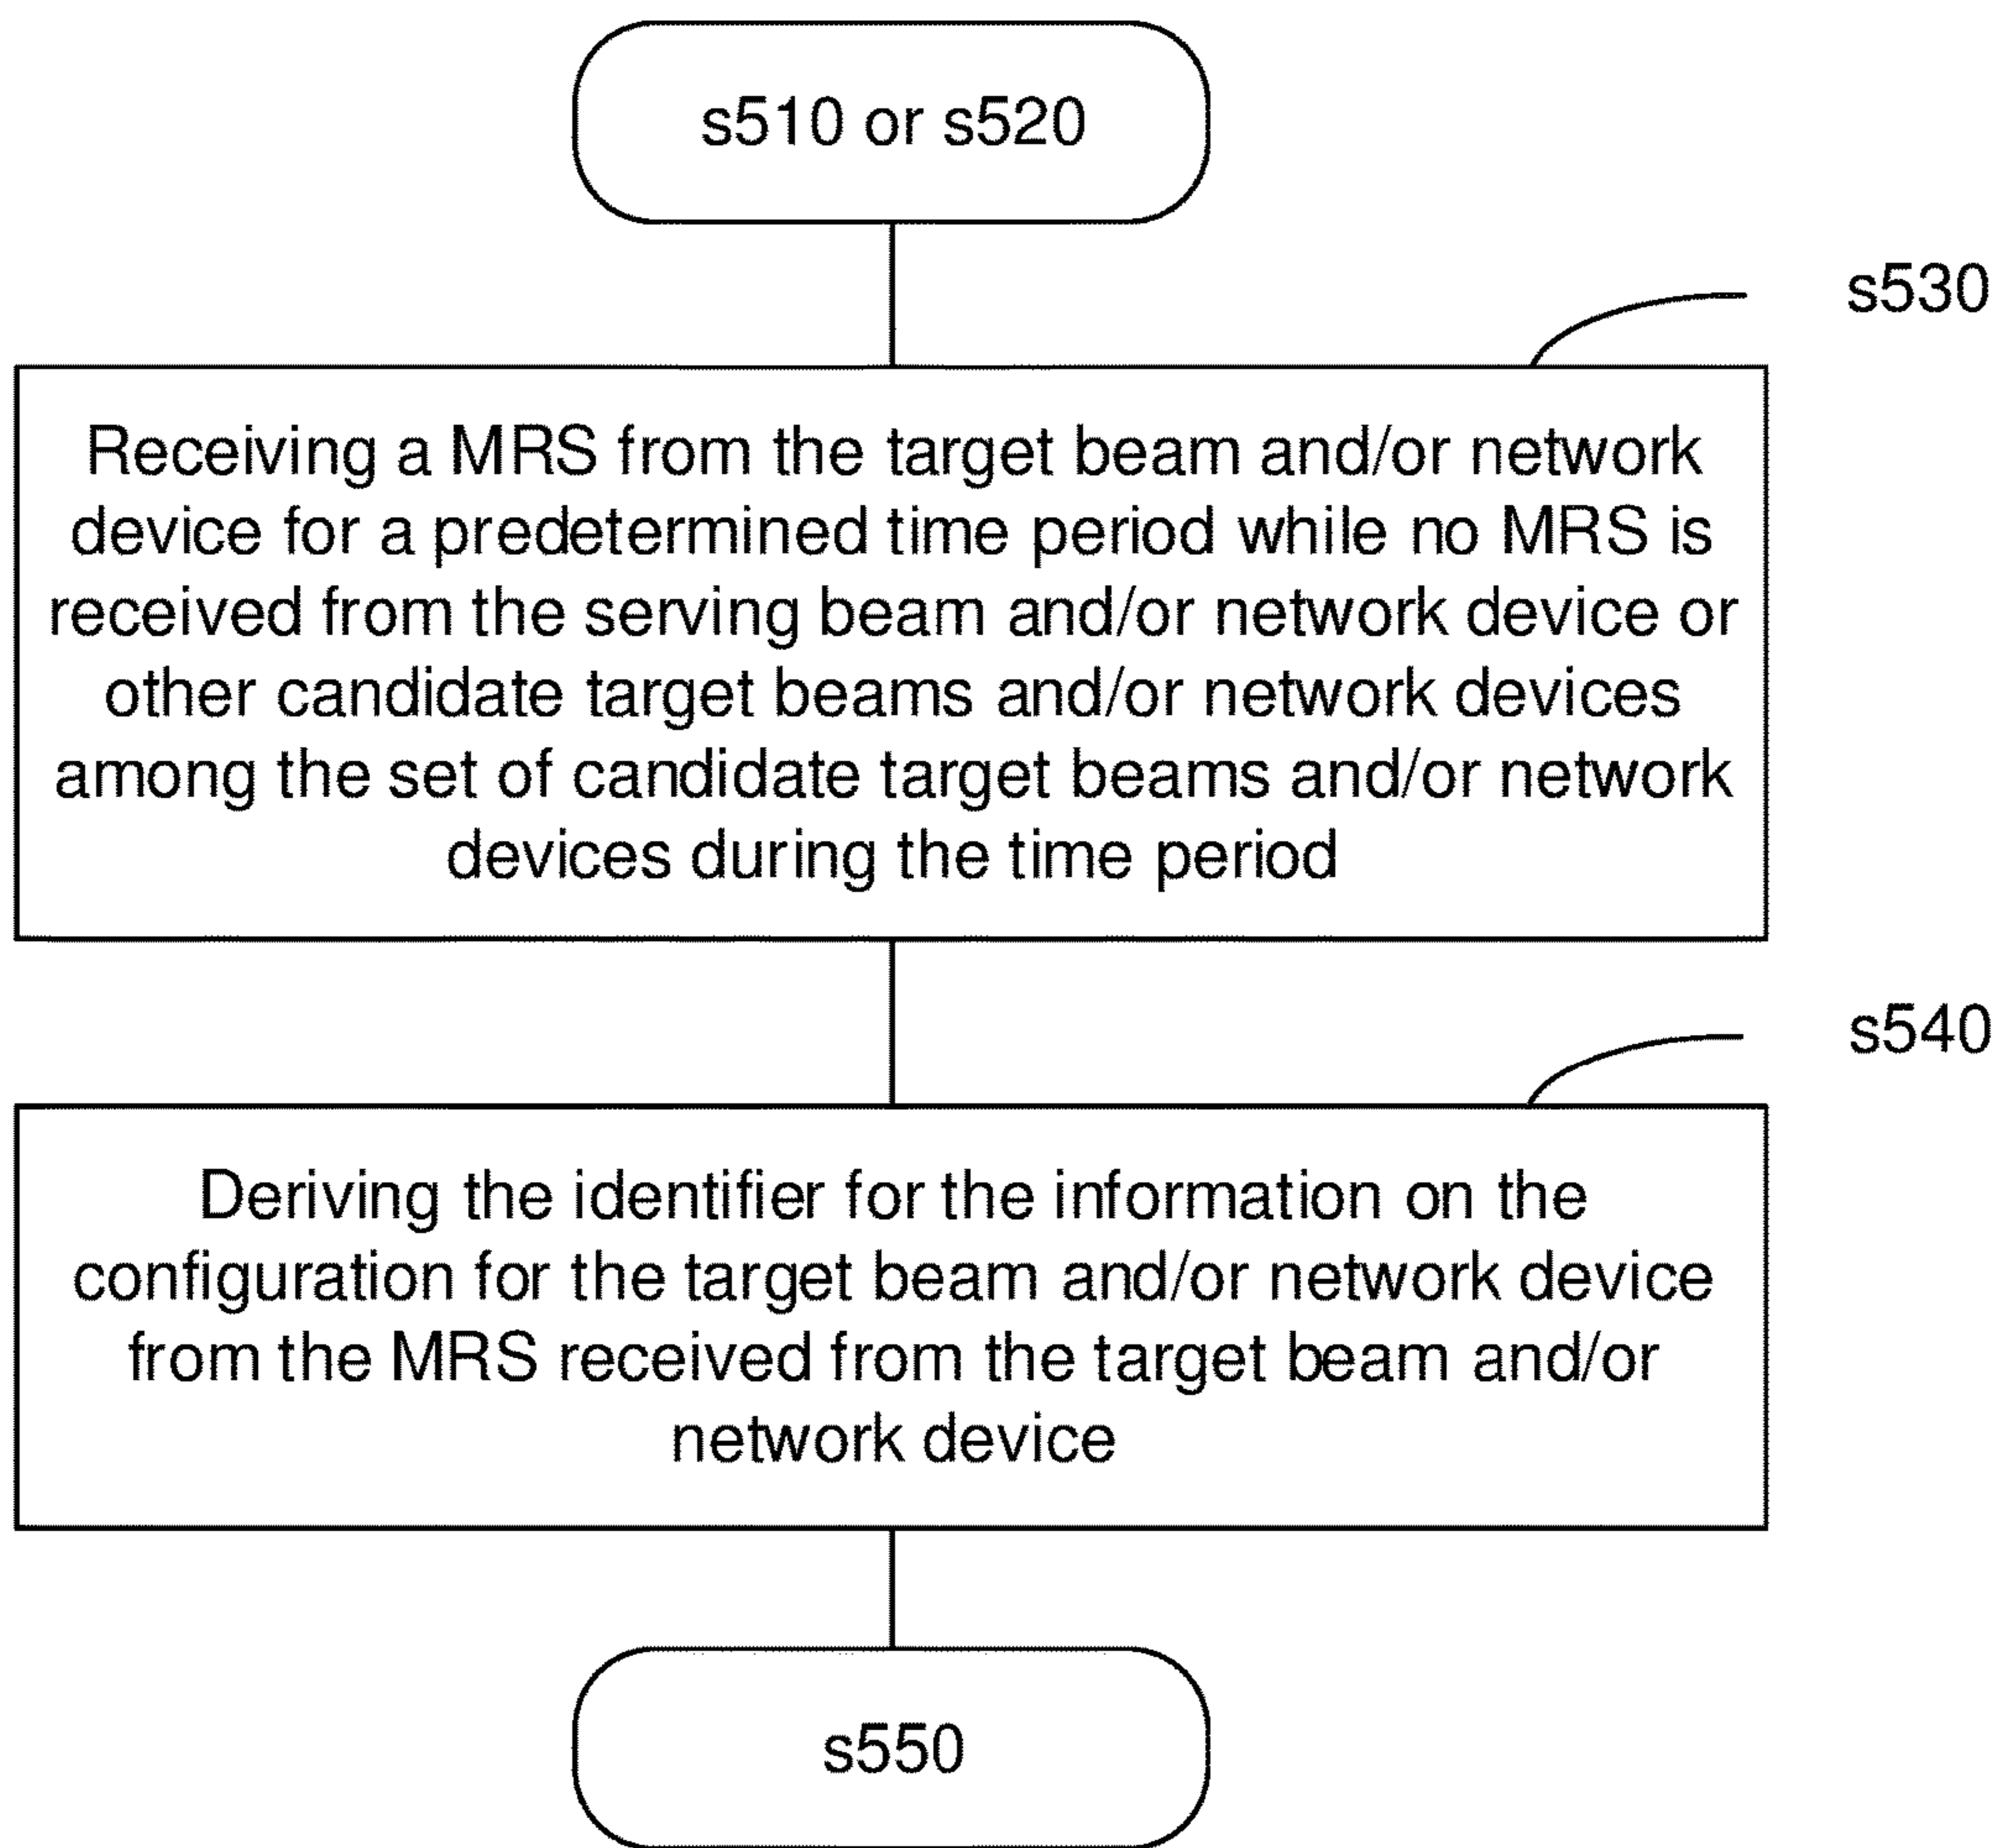 s510 or s520
s530
Receiving a MRS from the target beam and/or network
device for a predetermined time period while no MRS is
received from the serving beam and/or network device or
other candidate target beams and/or network devices
among the set of candidate target beams and/or network
devices during the time period
s540
Deriving the identifier for the information on the
configuration for the target beam and/or network device
from the MRS received from the target beam and/or
network device
s550